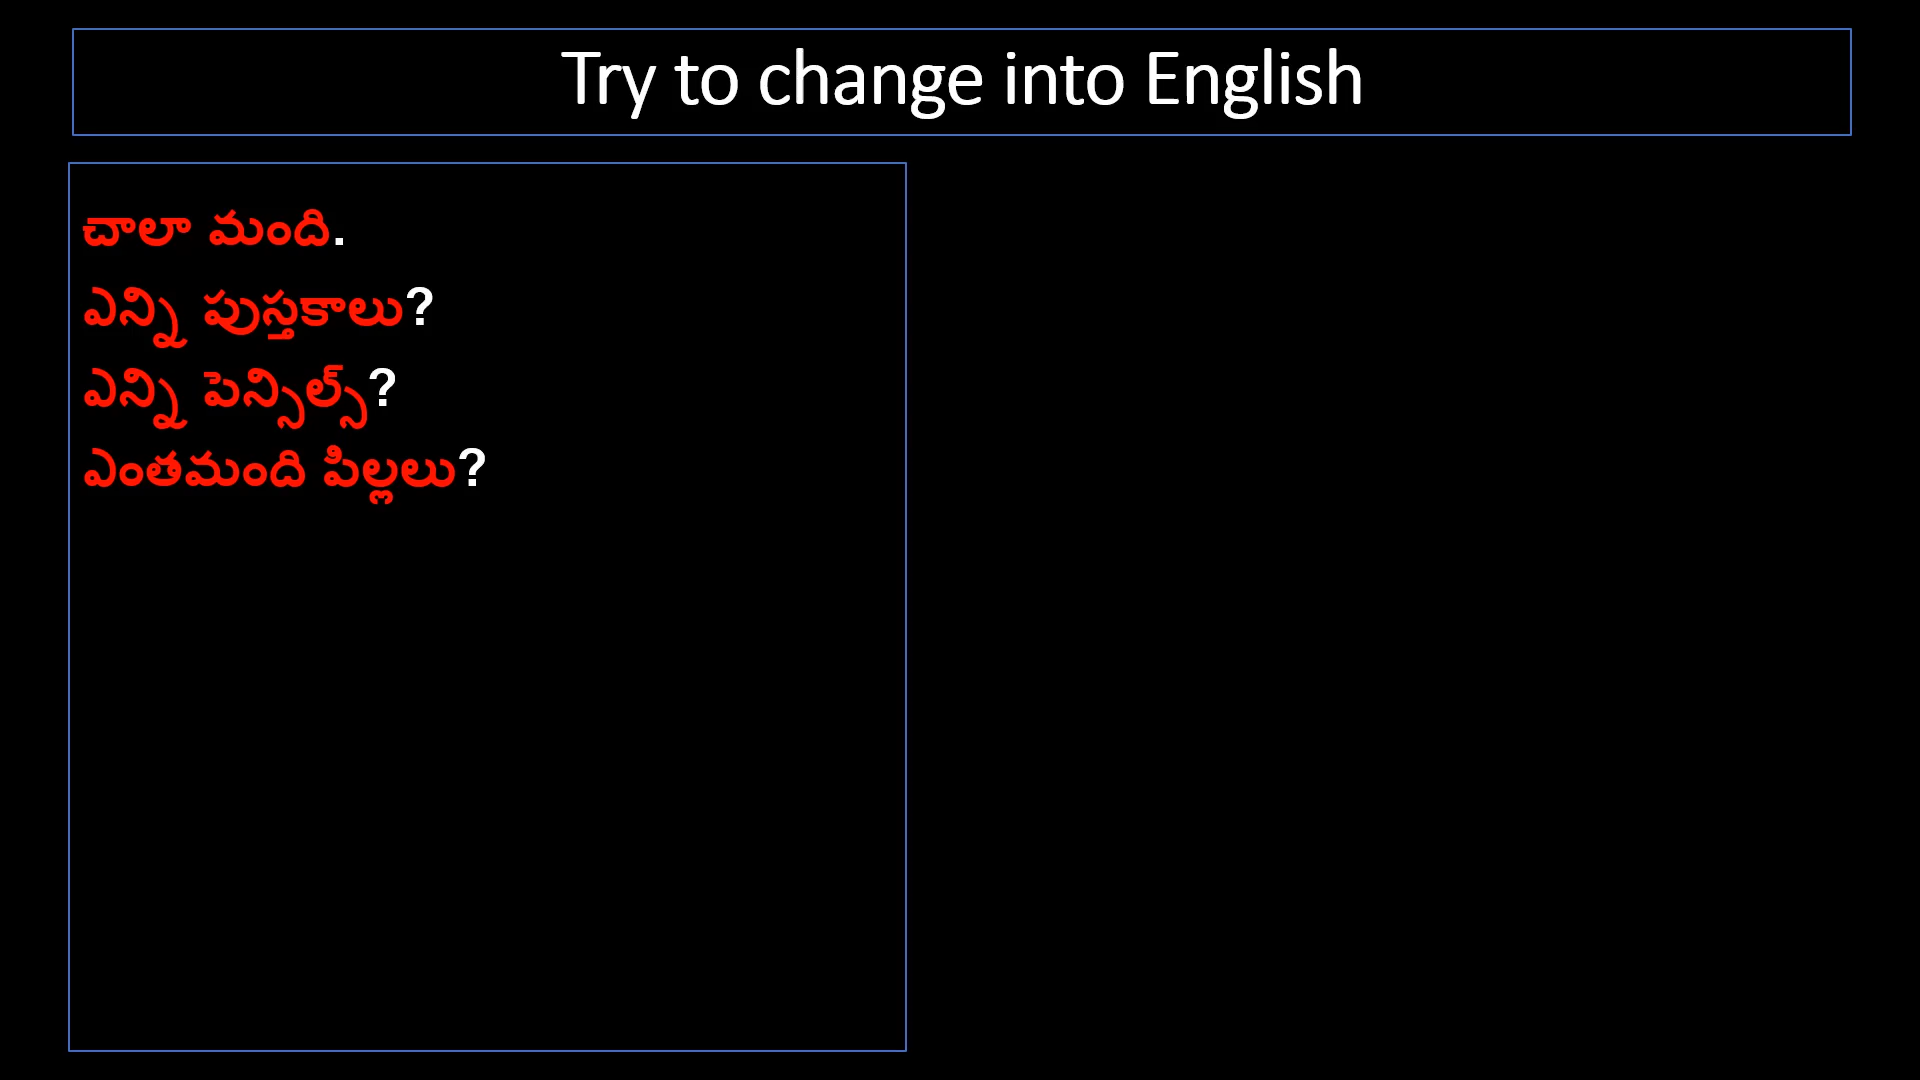 Try to change into English
చాలా మంది.
ఎన్ని పుస్తకాలు?
ఎన్ని పెన్సిల్స్?
ఎంతమంది పిల్లలు?